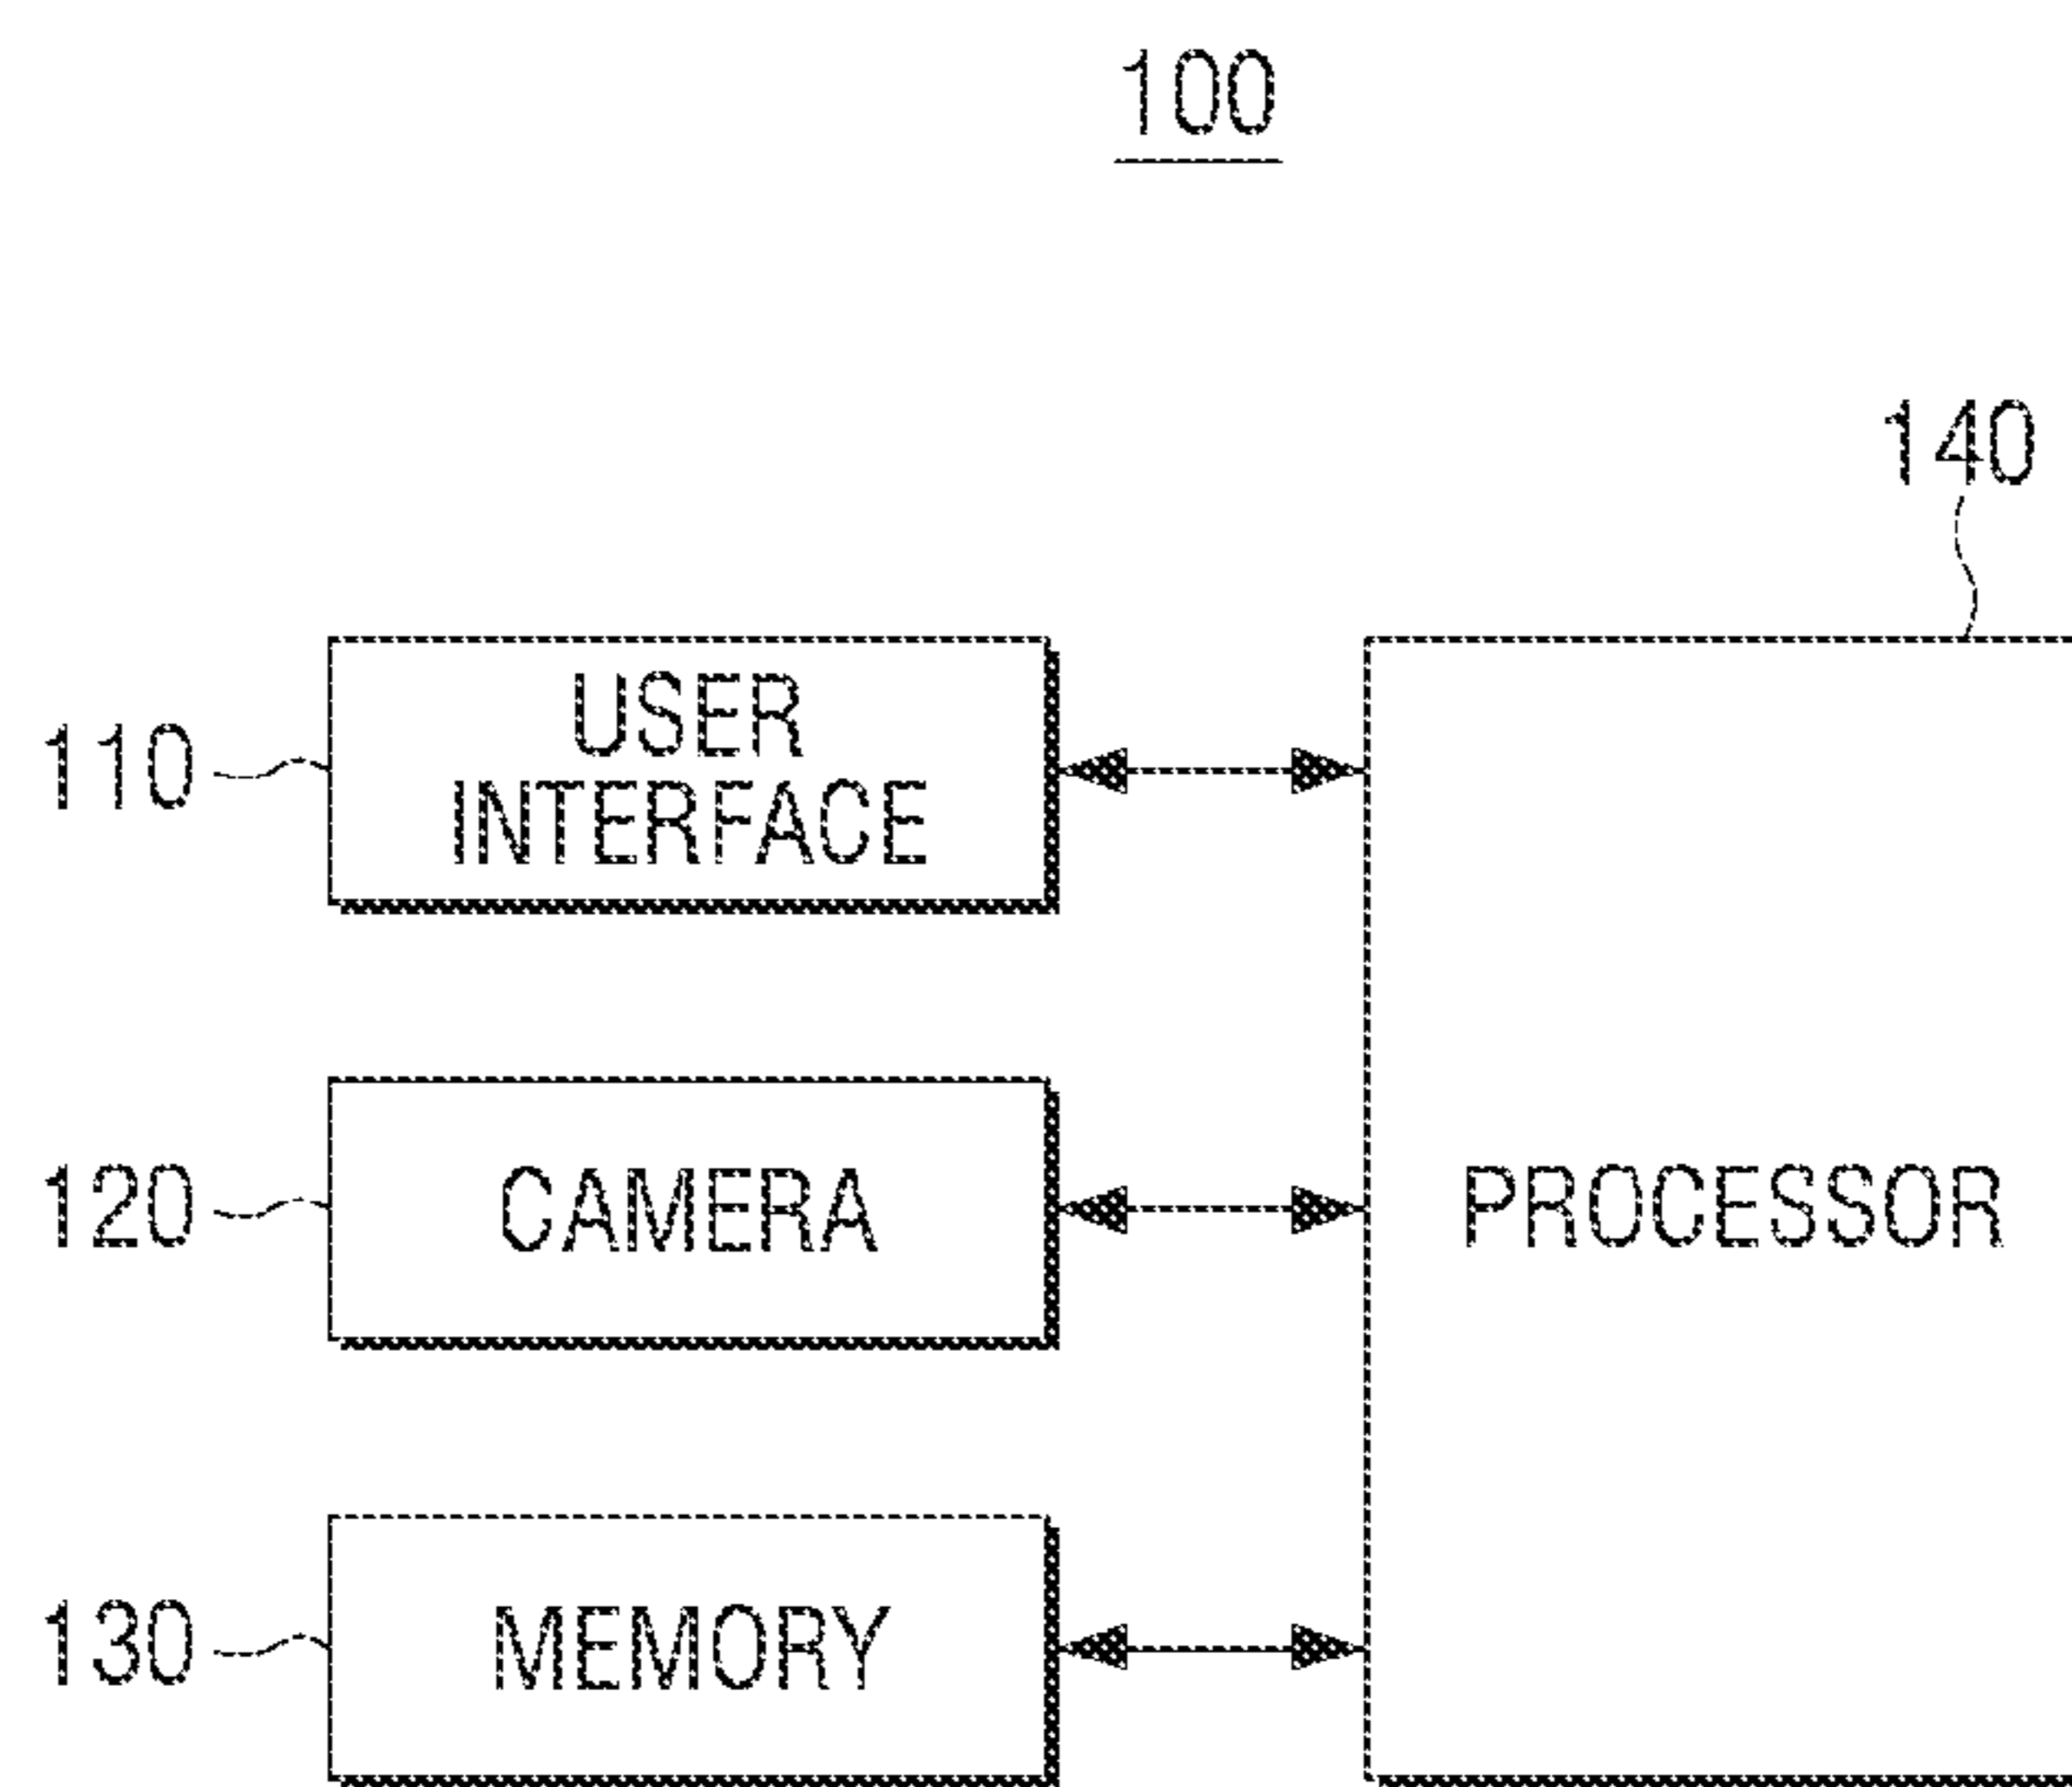 100
140
110
USER
INTERFACE
120
CAMERA
PROCESSOR
130
MEMORY